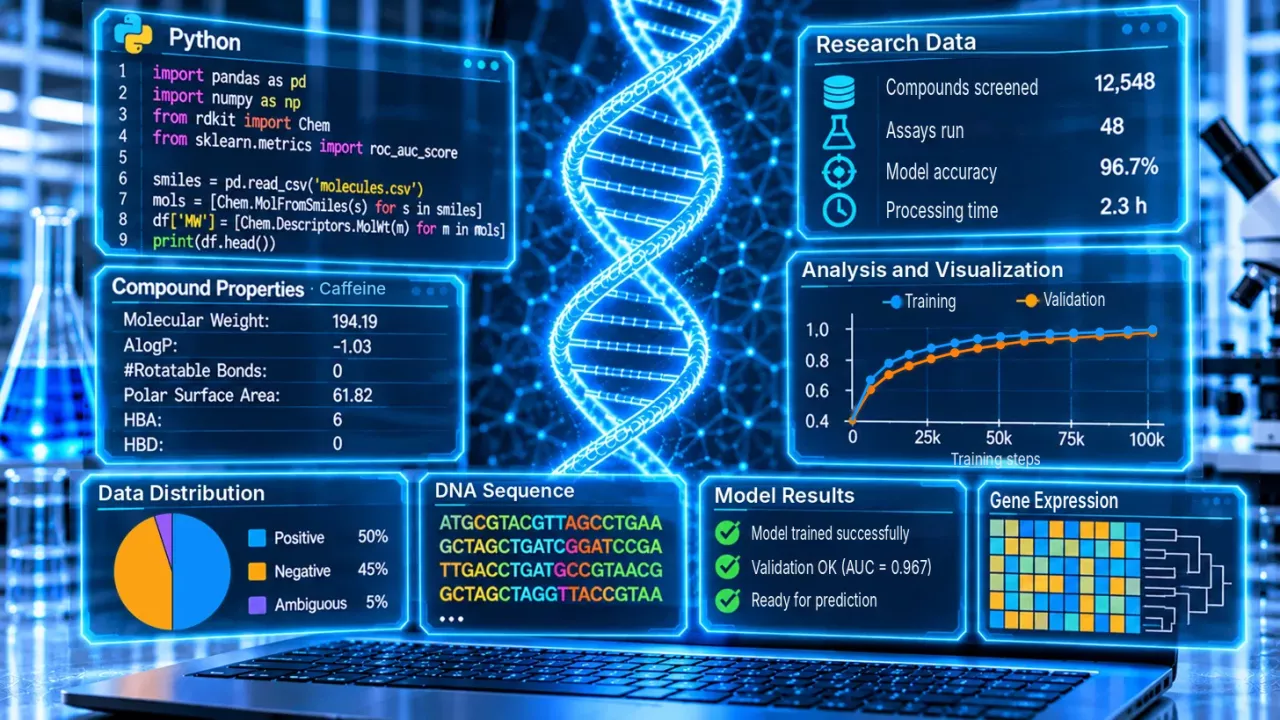 Python
1 import pandas as pd
2 import numpy as np
3 from rdkit import Chem
4 from sklearn.metrics import roc_auc_score
5
6 smiles = pd.read_csv('molecules.csv')
7 mols = [Chem.MolFromSmiles(s) for s in smiles]
8 df['MW'] = [Chem.Descriptors.MolWt(m) for m in mols]
9 print(df.head())
Research Data
Compounds screened 12,548
Assays run 48
Model accuracy 96.7%
Processing time 2.3 h
Compound Properties · Caffeine
Molecular Weight: 194.19
AlogP: -1.03
#Rotatable Bonds: 0
Polar Surface Area: 61.82
HBA: 6
HBD: 0
Analysis and Visualization
Training Validation
1.0
0.8
0.6
0.4
0 25k 50k 75k 100k
Training steps
Data Distribution
Positive 50%
Negative 45%
Ambiguous 5%
DNA Sequence
ATGCGTACGTTAGCCTGAA
GCTAGCTGATCGGATCCGA
TTGACCTGATGCCGTAACG
GCTAGCTAGGTTACCGTAA
...
Model Results
Model trained successfully
Validation OK (AUC = 0.967)
Ready for prediction
Gene Expression